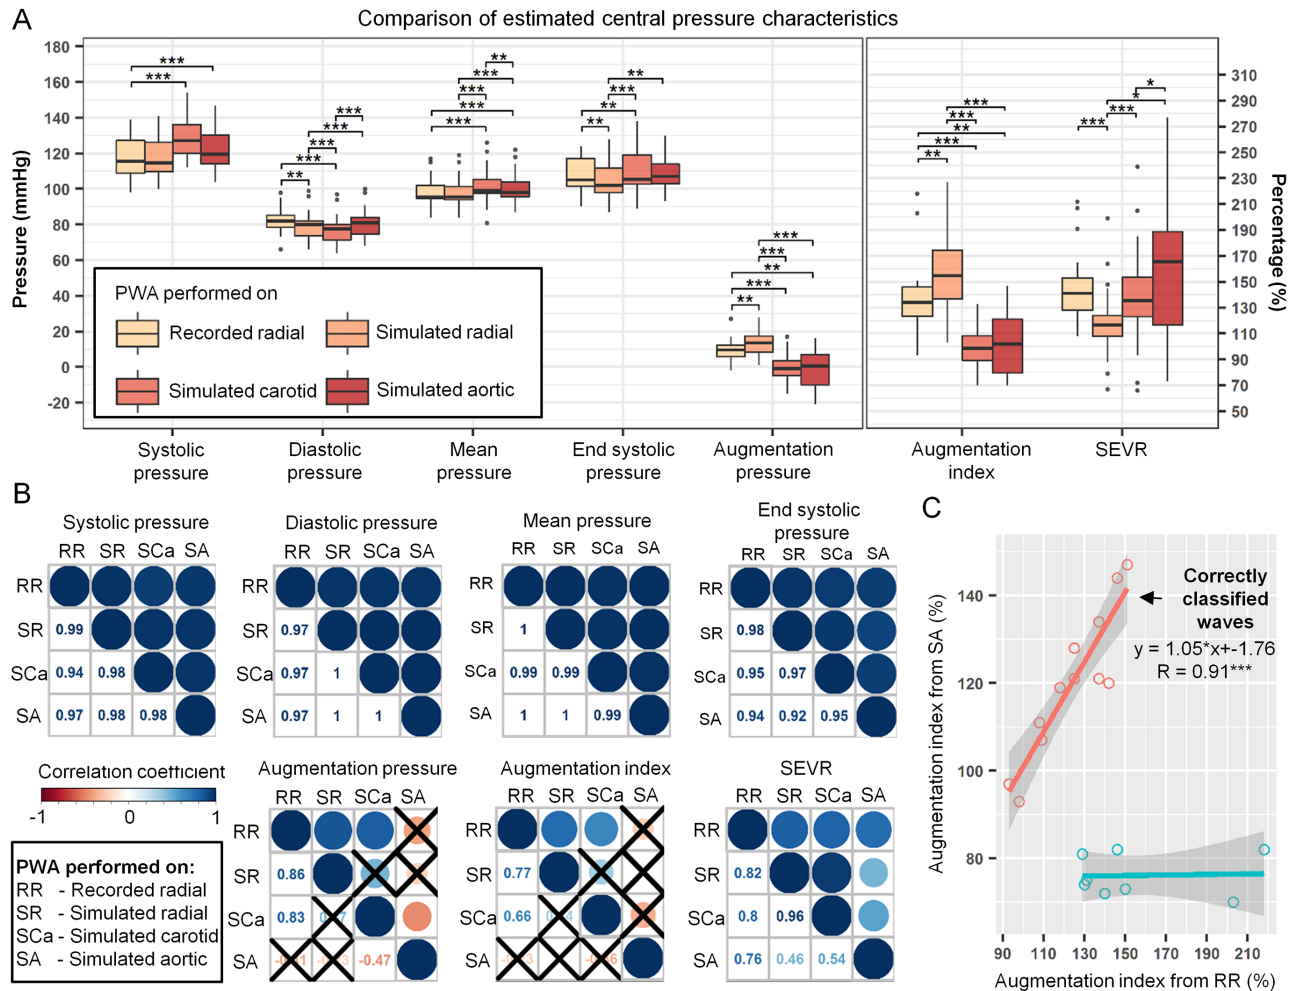 A
Comparison of estimated central pressure characteristics
Pressure (mmHg)
180
160
140
120
100
80
60
40
20
0
-20
*** ***
** *** *** *** ***
*** *** *** *** **
** ** *** **
** *** ** *** ***
** *** ** *** ***
*** *** * *
310
290
270
250
230
210
190
170
150
130
110
90
70
50
Percentage (%)
PWA performed on
Recorded radial
Simulated radial
Simulated carotid
Simulated aortic
Systolic pressure
Diastolic pressure
Mean pressure
End systolic pressure
Augmentation pressure
Augmentation index
SEVR
B
Systolic pressure
RR SR SCa SA
RR
SR 0.99
SCa 0.94 0.98
SA 0.97 0.98 0.98
Diastolic pressure
RR SR SCa SA
RR
SR 0.97
SCa 0.97 1
SA 0.97 1 1
Mean pressure
RR SR SCa SA
RR
SR 1
SCa 0.99 0.99
SA 1 1 0.99
End systolic
pressure
RR SR SCa SA
RR
SR 0.98
SCa 0.95 0.97
SA 0.94 0.92 0.95
Correlation coefficient
-1 0 1
PWA performed on:
RR - Recorded radial
SR - Simulated radial
SCa - Simulated carotid
SA - Simulated aortic
Augmentation pressure
RR SR SCa SA
RR
SR 0.86
SCa 0.83
SA -0.47
Augmentation index
RR SR SCa SA
RR
SR 0.77
SCa 0.66
SA
SEVR
RR SR SCa SA
RR
SR 0.82
SCa 0.8 0.96
SA 0.76 0.46 0.54
C
Augmentation index from SA (%)
140
120
100
80
Correctly
classified
waves
y = 1.05*x+-1.76
R = 0.91***
90 110 130 150 170 190 210
Augmentation index from RR (%)